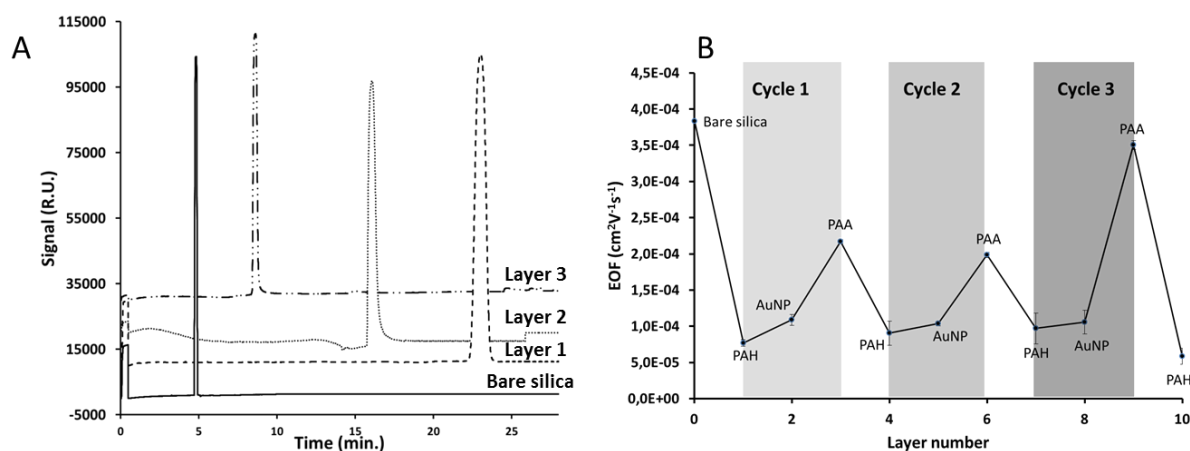 A
115000
95000
75000
55000
35000
15000
-5000
Signal (R.U.)
0
5
10
15
20
25
Time (min.)
Layer 3
Layer 2
Layer 1
Bare silica
B
4,5E-04
4,0E-04
3,5E-04
3,0E-04
2,5E-04
2,0E-04
1,5E-04
1,0E-04
5,0E-05
0,0E+00
EOF (cm²V⁻¹s⁻¹)
0
2
4
6
8
10
Layer number
Cycle 1
Cycle 2
Cycle 3
Bare silica
PAH
AuNP
PAA
PAH
AuNP
PAA
PAH
AuNP
PAA
PAH